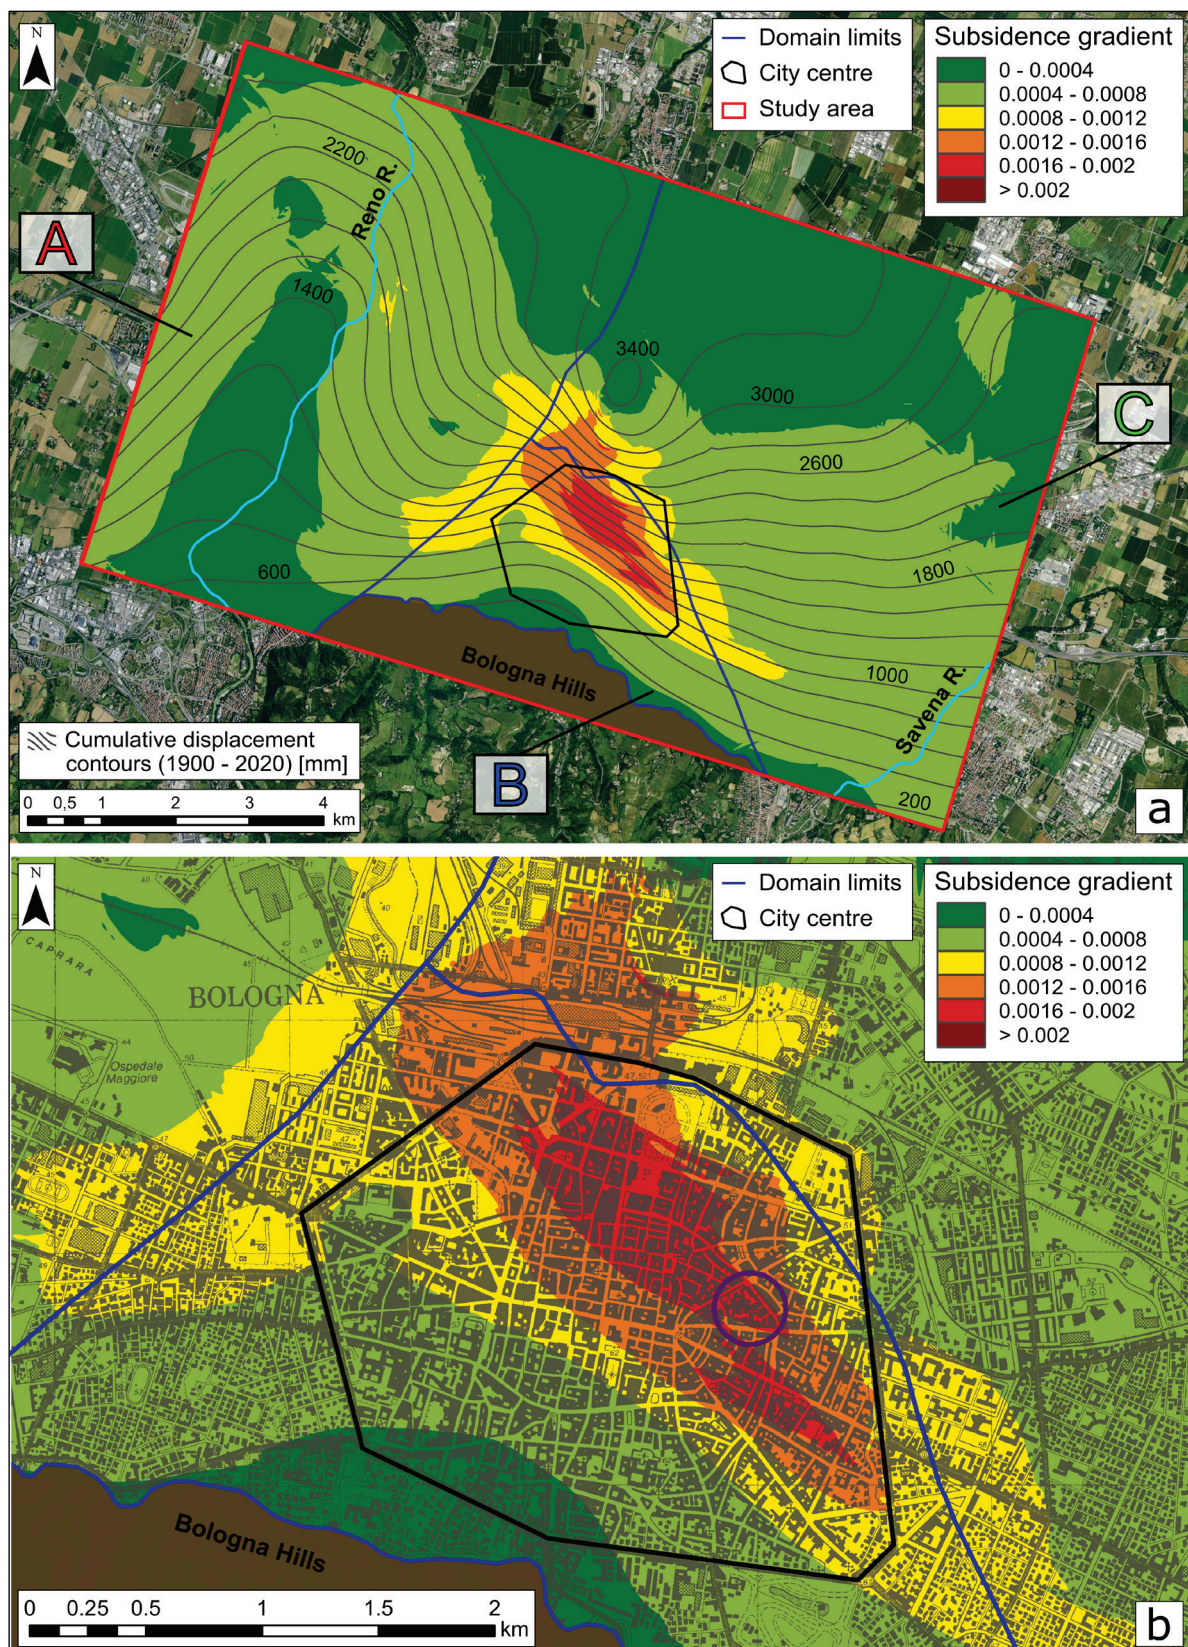 N
Domain limits
City centre
Study area
Subsidence gradient
0 - 0.0004
0.0004 - 0.0008
0.0008 - 0.0012
0.0012 - 0.0016
0.0016 - 0.002
> 0.002
2200
Reno R.
A
1400
3400
3000
C
2600
1800
600
Bologna Hills
1000
Savena R.
B
200
Cumulative displacement
contours (1900 - 2020) [mm]
0 0,5 1 2 3 4
km
a
N
Domain limits
City centre
Subsidence gradient
0 - 0.0004
0.0004 - 0.0008
0.0008 - 0.0012
0.0012 - 0.0016
0.0016 - 0.002
> 0.002
CAPRARA
BOLOGNA
Ospedale
Maggiore
Bologna Hills
0 0.25 0.5 1 1.5 2
km
b